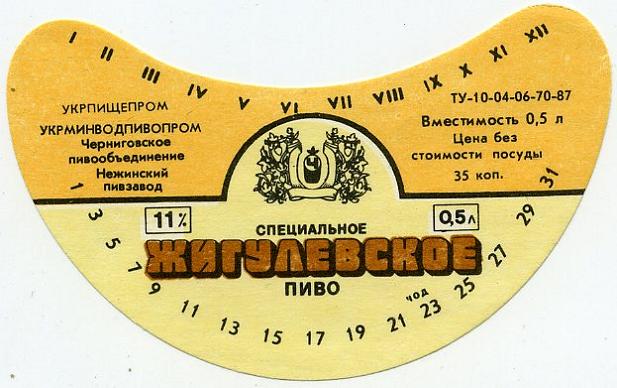 I II III IV V VI VII VIII IX X XI XII
УКРПИЩЕПРОМ
УКРМИНВОДПИВОПРОМ
Черниговское
пивообъединение
Нежинский
пивзавод
ТУ-10-04-06-70-87
Вместимость 0,5 л
Цена без
стоимости посуды
35 коп.
Ч
11%
0,5л
СПЕЦИАЛЬНОЕ
ЖИГУЛЕВСКОЕ
ПИВО
1 3 5 7 9 11 13 15 17 19 21 23 25 27 29 31
чод